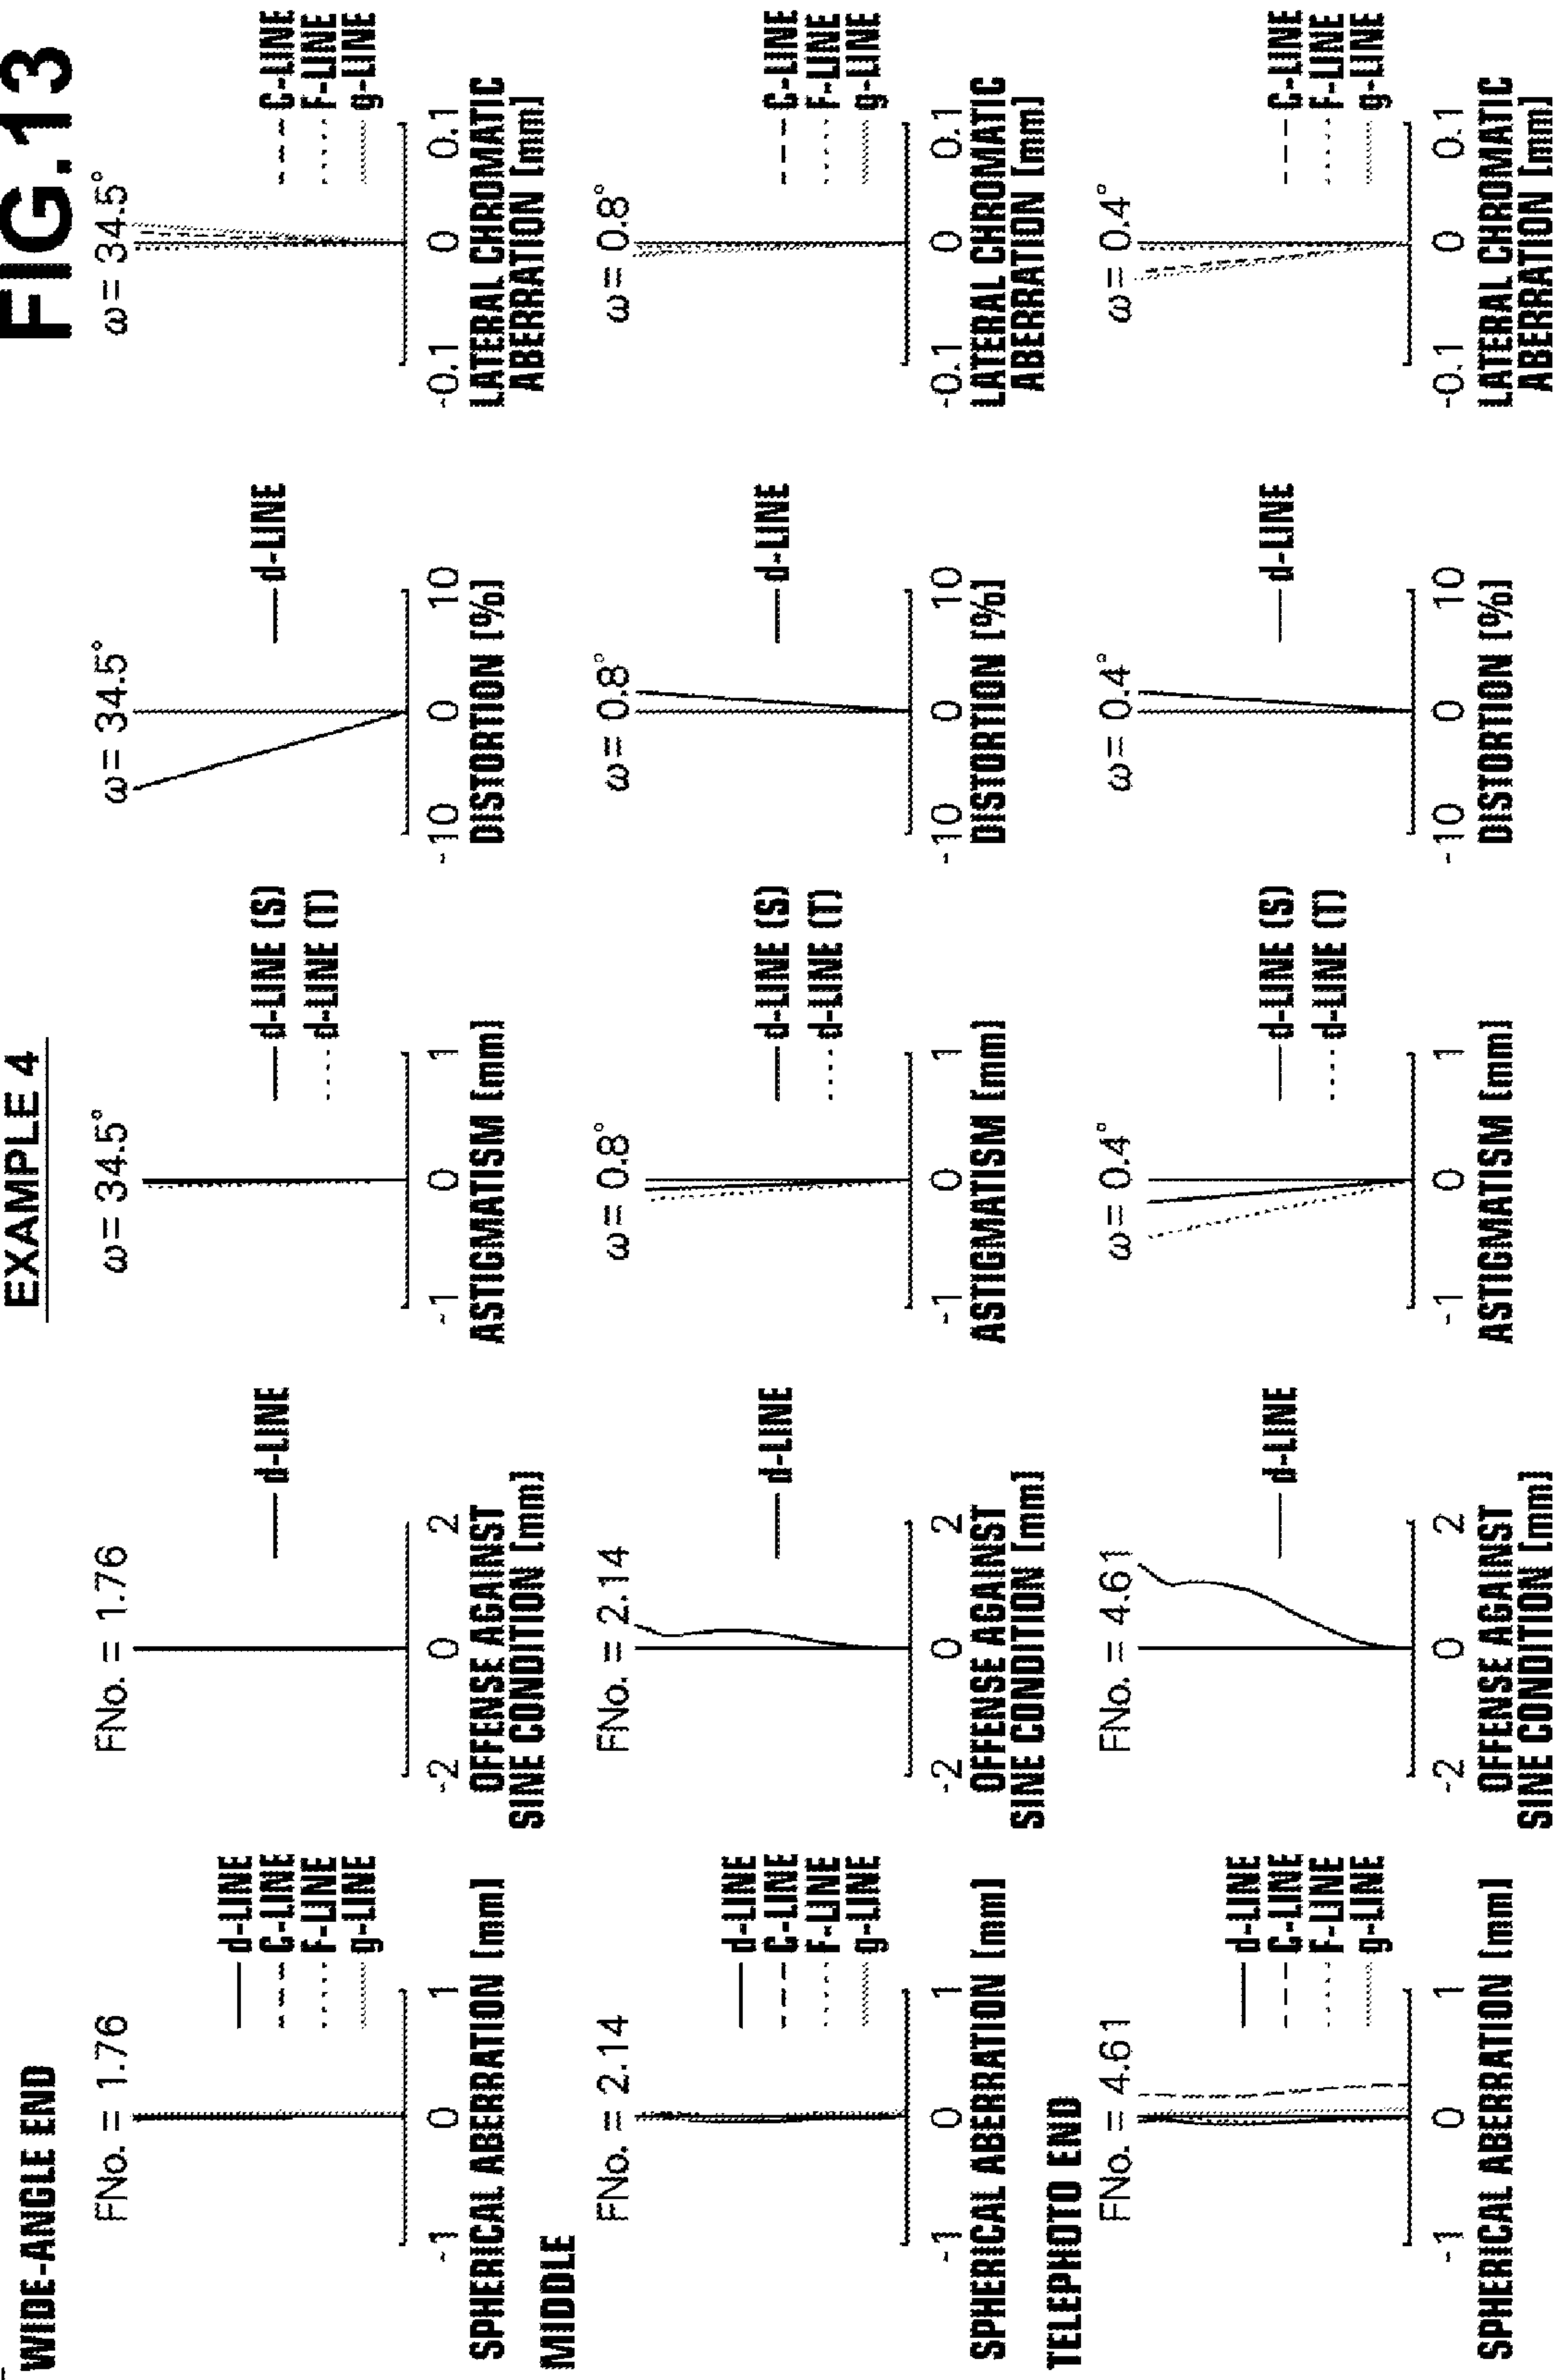 FIG.13
EXAMPLE 4
WIDE-ANGLE END
FNo. = 1.76
d-LINE
C-LINE
F-LINE
g-LINE
-1 0 1
SPHERICAL ABERRATION [mm]
FNo. = 1.76
d-LINE
-2 0 2
OFFENSE AGAINST
SINE CONDITION [mm]
ω= 34.5°
d-LINE (S)
d-LINE (T)
-1 0 1
ASTIGMATISM [mm]
ω= 34.5°
d-LINE
-10 0 10
DISTORTION [%]
ω= 34.5°
C-LINE
F-LINE
g-LINE
-0.1 0 0.1
LATERAL CHROMATIC
ABERRATION [mm]
MIDDLE
FNo. = 2.14
d-LINE
C-LINE
F-LINE
g-LINE
-1 0 1
SPHERICAL ABERRATION [mm]
FNo. = 2.14
d-LINE
-2 0 2
OFFENSE AGAINST
SINE CONDITION [mm]
ω= 0.8°
d-LINE (S)
d-LINE (T)
-1 0 1
ASTIGMATISM [mm]
ω= 0.8°
d-LINE
-10 0 10
DISTORTION [%]
ω= 0.8°
C-LINE
F-LINE
g-LINE
-0.1 0 0.1
LATERAL CHROMATIC
ABERRATION [mm]
TELEPHOTO END
FNo. = 4.61
d-LINE
C-LINE
F-LINE
g-LINE
-1 0 1
SPHERICAL ABERRATION [mm]
FNo. = 4.61
d-LINE
-2 0 2
OFFENSE AGAINST
SINE CONDITION [mm]
ω= 0.4°
d-LINE (S)
d-LINE (T)
-1 0 1
ASTIGMATISM [mm]
ω= 0.4°
d-LINE
-10 0 10
DISTORTION [%]
ω= 0.4°
C-LINE
F-LINE
g-LINE
-0.1 0 0.1
LATERAL CHROMATIC
ABERRATION [mm]